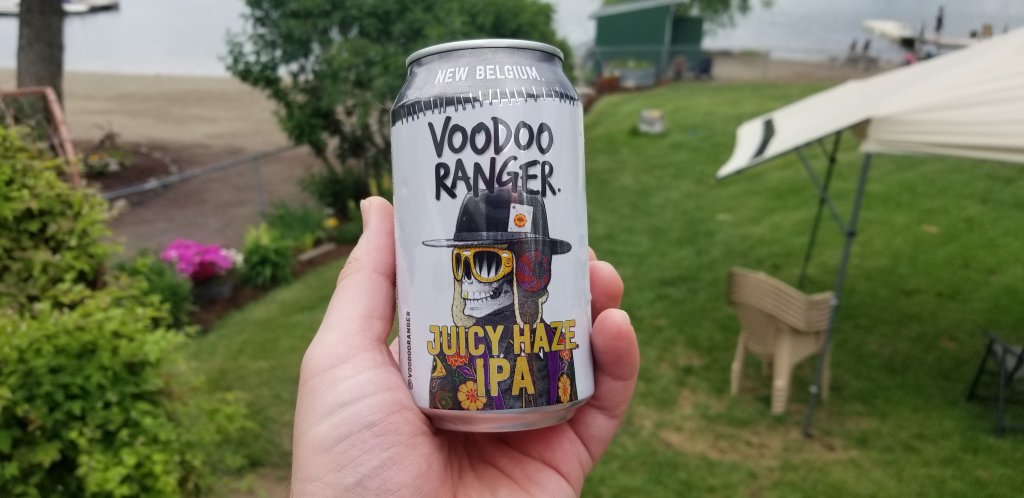 NEW BELGIUM.
VOODOO
RANGER.
JUICY HAZE
IPA
@VOODOORANGER